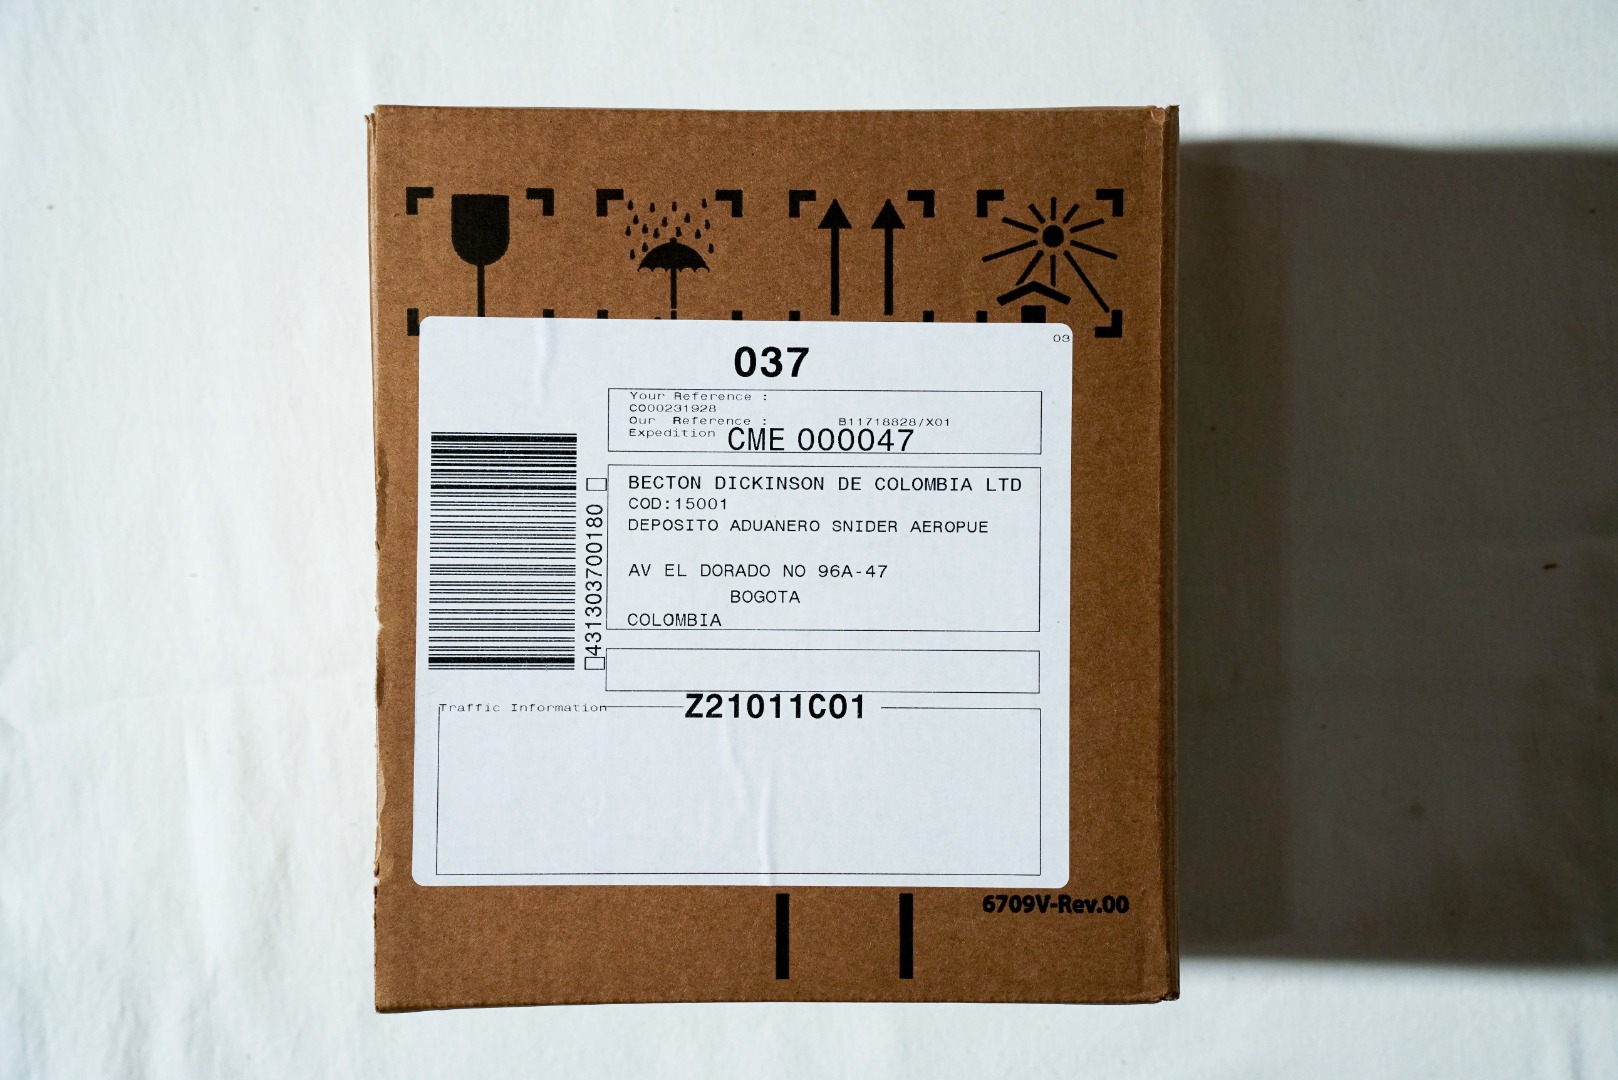 03
037
Your Reference :
C000231928
Our Reference : B11718828/X01
Expedition CME 000047
BECTON DICKINSON DE COLOMBIA LTD
COD:15001
DEPOSITO ADUANERO SNIDER AEROPUE
AV EL DORADO NO 96A-47
BOGOTA
COLOMBIA
431303700180
Traffic Information Z21011C01
6709V-Rev.00